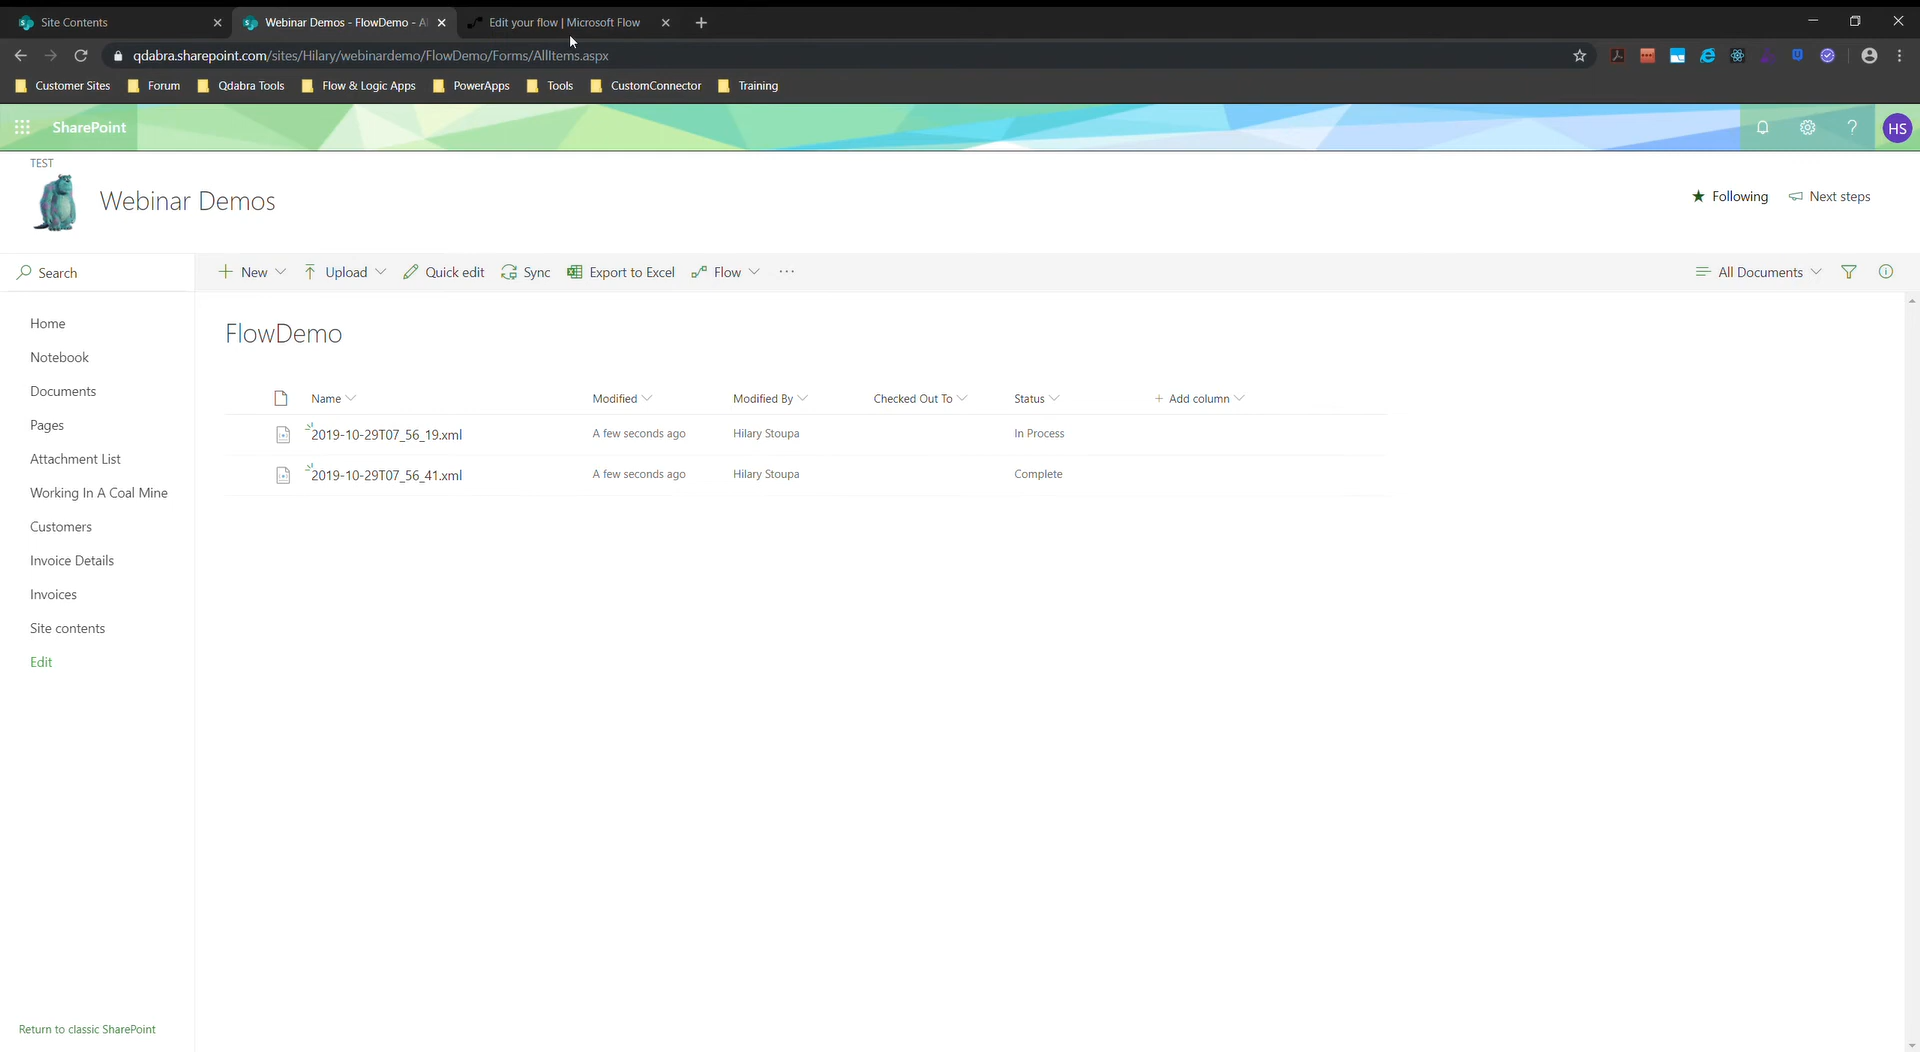 Site Contents
Webinar Demos - FlowDemo - Al
Edit your flow | Microsoft Flow
qdabra.sharepoint.com/sites/Hilary/webinardemo/FlowDemo/Forms/AllItems.aspx
Customer Sites
Forum
Qdabra Tools
Flow & Logic Apps
PowerApps
Tools
CustomConnector
Training
SharePoint
?
HS
TEST
Webinar Demos
Following
Next steps
Search
New
Upload
Quick edit
Sync
Export to Excel
Flow
All Documents
Home
Notebook
Documents
Pages
Attachment List
Working In A Coal Mine
Customers
Invoice Details
Invoices
Site contents
Edit
FlowDemo
Name Modified Modified By Checked Out To Status + Add column
2019-10-29T07_56_19.xml A few seconds ago Hilary Stoupa In Process
2019-10-29T07_56_41.xml A few seconds ago Hilary Stoupa Complete
Return to classic SharePoint